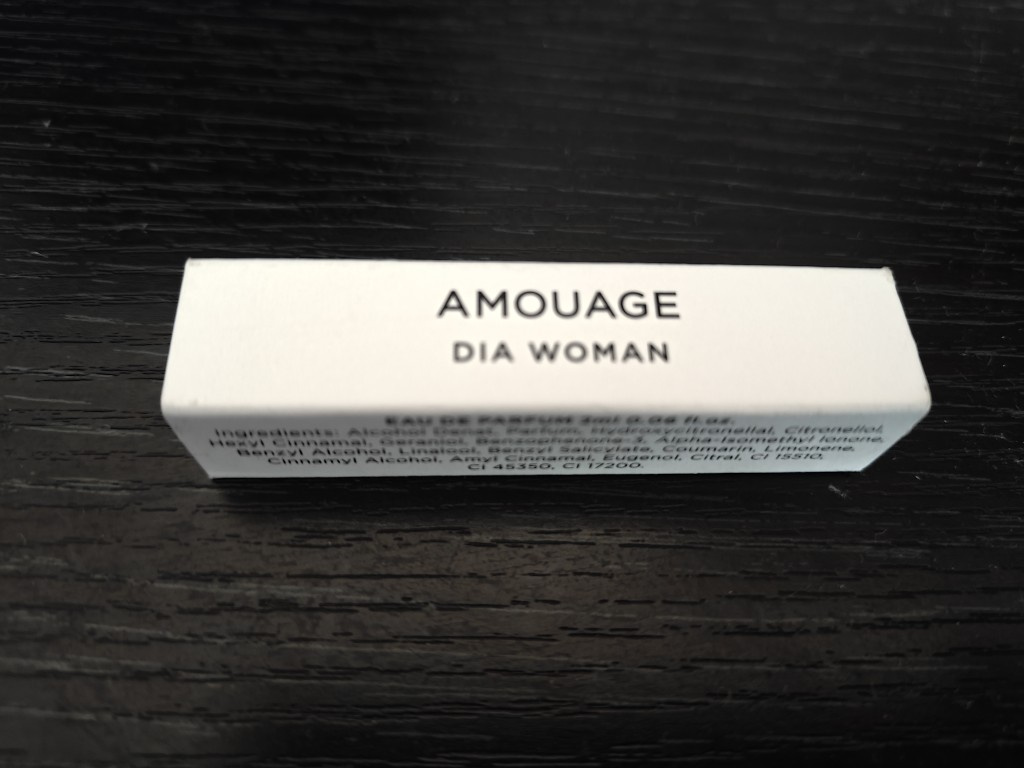 AMOUAGE
DIA WOMAN
EAU DE PARFUM 2ml 0.06 fl.oz.
Ingredients: Alcohol Denat., Parfum, Hydroxycitronellal, Citronellol,
Hexyl Cinnamal, Geraniol, Benzophenone-3, Alpha-Isomethyl Ionone,
Benzyl Alcohol, Linalool, Benzyl Salicylate, Coumarin, Limonene,
Cinnamyl Alcohol, Amyl Cinnamal, Eugenol, Citral, CI 15510,
CI 45350, CI 17200.